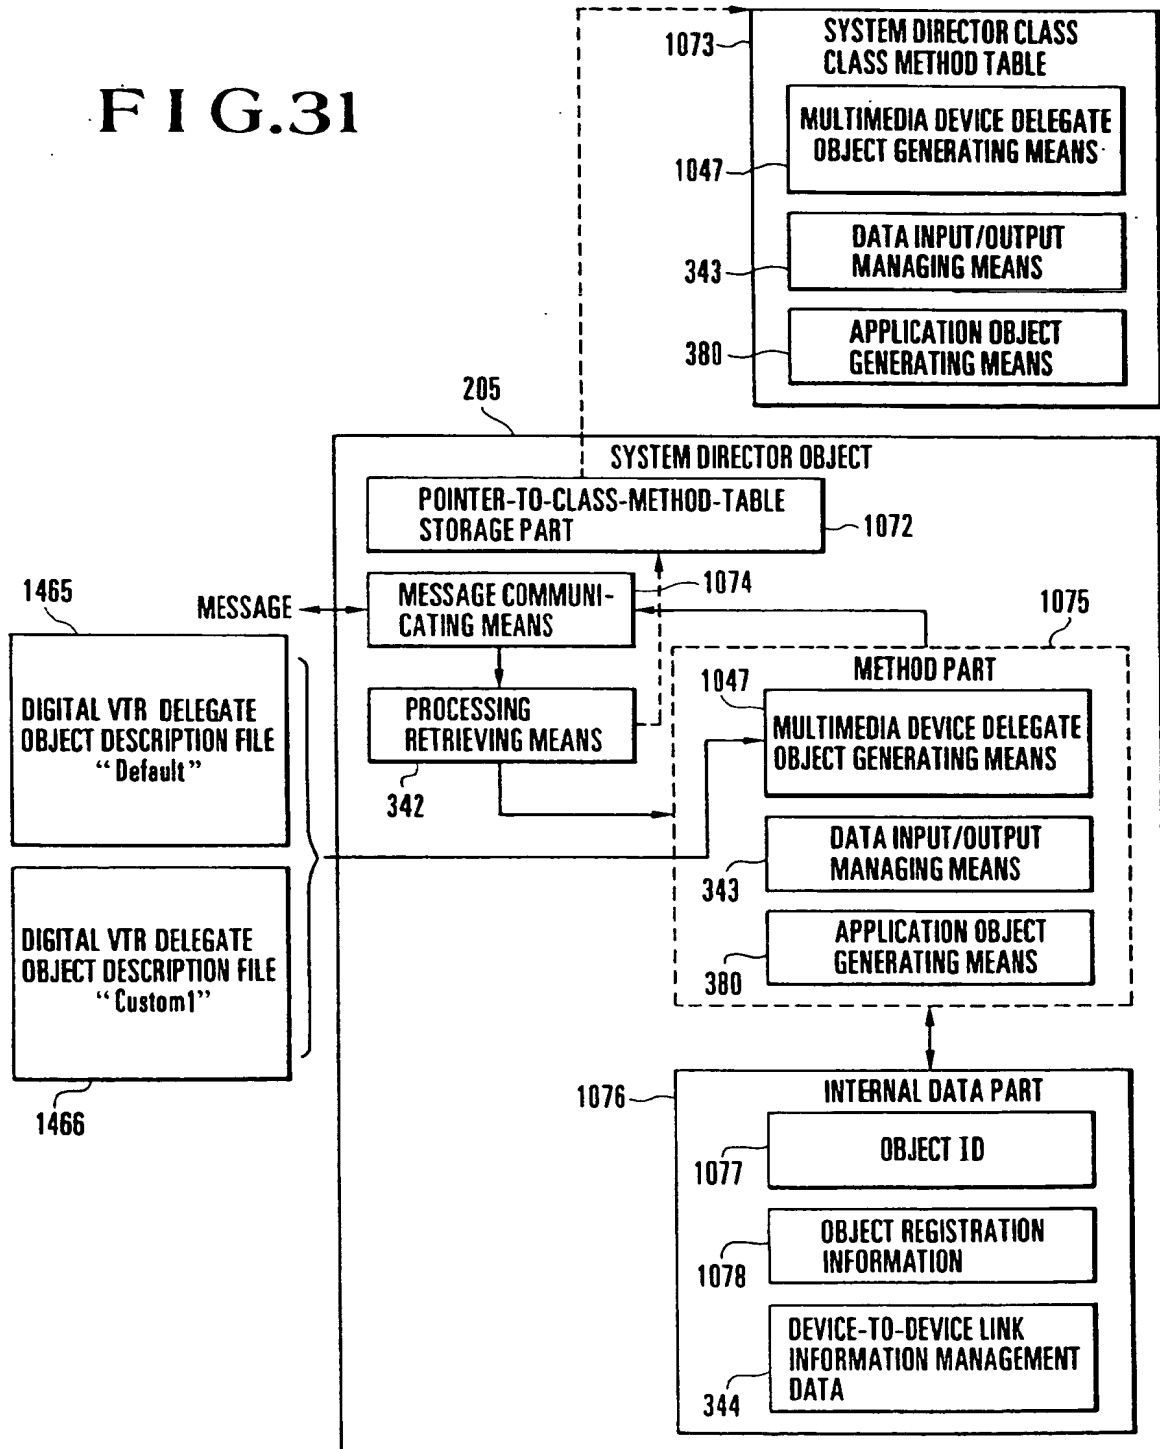 FIG.31
1073
SYSTEM DIRECTOR CLASS
CLASS METHOD TABLE
MULTIMEDIA DEVICE DELEGATE
OBJECT GENERATING MEANS
1047
DATA INPUT/OUTPUT
MANAGING MEANS
343
APPLICATION OBJECT
GENERATING MEANS
380
205
SYSTEM DIRECTOR OBJECT
POINTER-TO-CLASS-METHOD-TABLE
STORAGE PART
1072
1074
MESSAGE
MESSAGE COMMUNI-
CATING MEANS
1465
DIGITAL VTR DELEGATE
OBJECT DESCRIPTION FILE
“Default”
PROCESSING
RETRIEVING MEANS
342
1075
METHOD PART
1047
MULTIMEDIA DEVICE DELEGATE
OBJECT GENERATING MEANS
DATA INPUT/OUTPUT
MANAGING MEANS
343
APPLICATION OBJECT
GENERATING MEANS
380
DIGITAL VTR DELEGATE
OBJECT DESCRIPTION FILE
“Custom1”
1466
1076
INTERNAL DATA PART
OBJECT ID
1077
OBJECT REGISTRATION
INFORMATION
1078
DEVICE-TO-DEVICE LINK
INFORMATION MANAGEMENT
DATA
344